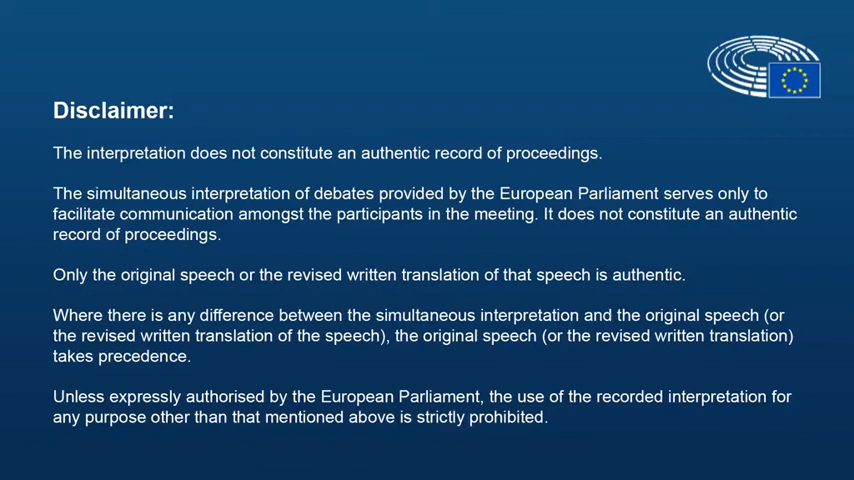 Disclaimer:
The interpretation does not constitute an authentic record of proceedings.
The simultaneous interpretation of debates provided by the European Parliament serves only to
facilitate communication amongst the participants in the meeting. It does not constitute an authentic
record of proceedings.
Only the original speech or the revised written translation of that speech is authentic.
Where there is any difference between the simultaneous interpretation and the original speech (or
the revised written translation of the speech), the original speech (or the revised written translation)
takes precedence.
Unless expressly authorised by the European Parliament, the use of the recorded interpretation for
any purpose other than that mentioned above is strictly prohibited.